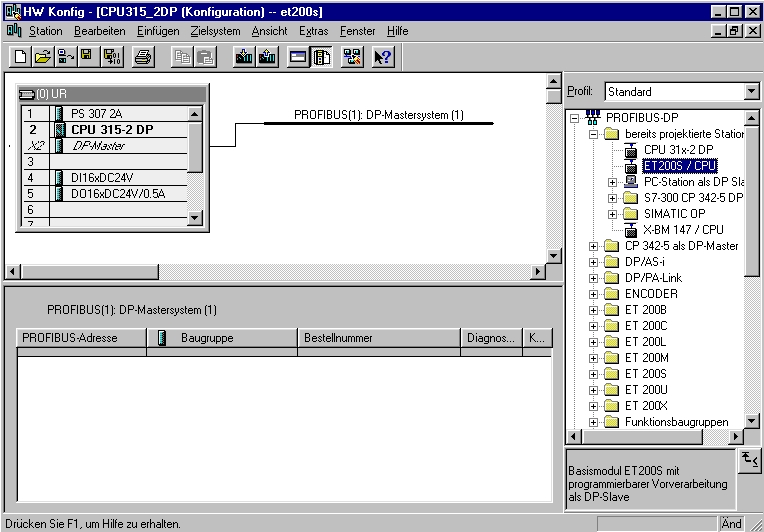 HW Konfig - [CPU315_2DP (Konfiguration) -- et200s]
Station Bearbeiten Einfügen Zielsystem Ansicht Extras Fenster Hilfe
(0) UR
1 PS 307 2A
2 CPU 315-2 DP
X2 DP-Master
3
4 DI16xDC24V
5 DO16xDC24V/0.5A
6
7
PROFIBUS(1): DP-Mastersystem (1)
Profil: Standard
PROFIBUS-DP
bereits projektierte Station
CPU 31x-2 DP
ET200S / CPU
PC-Station als DP Sla
S7-300 CP 342-5 DP
SIMATIC OP
X-BM 147 / CPU
CP 342-5 als DP-Master
DP/AS-i
DP/PA-Link
ENCODER
ET 200B
ET 200C
ET 200L
ET 200M
ET 200S
ET 200U
ET 200X
Funktionsbaugruppen
PROFIBUS(1): DP-Mastersystem (1)
PROFIBUS-Adresse Baugruppe Bestellnummer Diagnos... K...
Basismodul ET200S mit
programmierbarer Vorverarbeitung
als DP-Slave
Drücken Sie F1, um Hilfe zu erhalten.
Änd